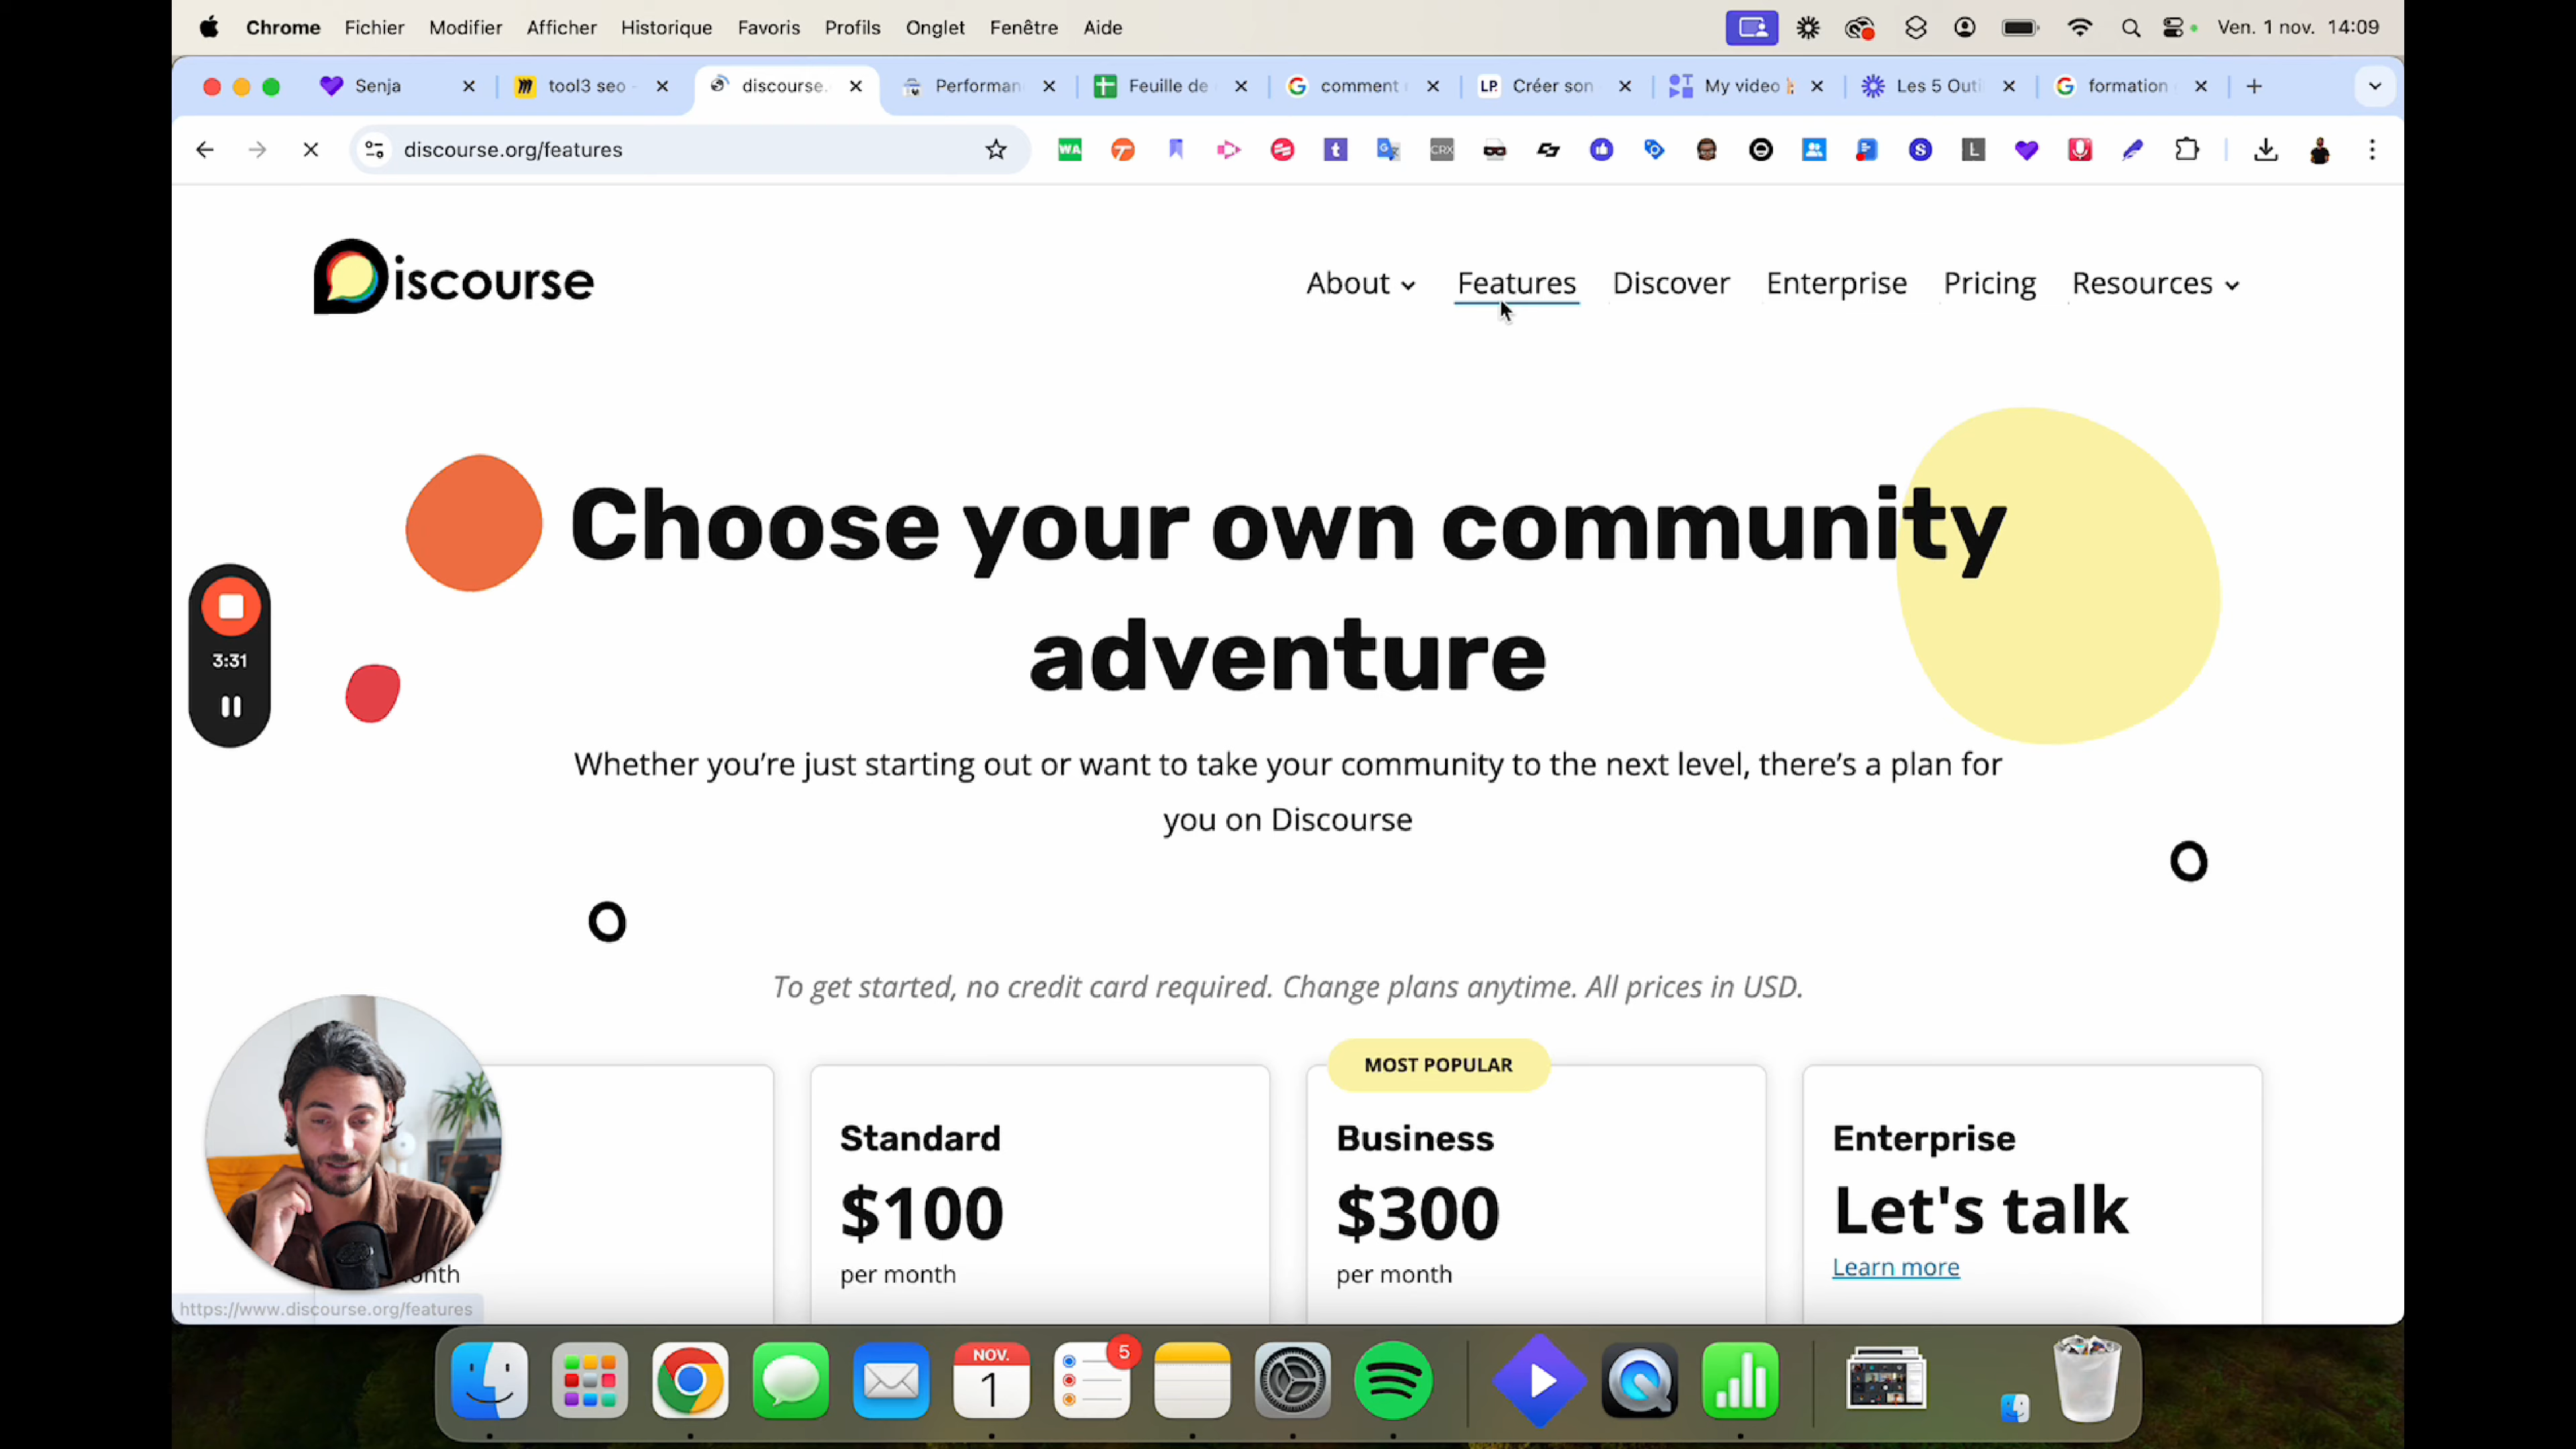 Chrome Fichier Modifier Afficher Historique Favoris Profils Onglet Fenêtre Aide Ven. 1 nov. 14:09
Senja tool3 seo - discourse. Performan Feuille de comment LP. Créer son My video Les 5 Outi formation
discourse.org/features
WA t CRX S L
Discourse
About Features Discover Enterprise Pricing Resources
Choose your own community
adventure
3:31
Whether you’re just starting out or want to take your community to the next level, there’s a plan for
you on Discourse
To get started, no credit card required. Change plans anytime. All prices in USD.
MOST POPULAR
Standard
$100
per month
Business
$300
per month
Enterprise
Let's talk
Learn more
https://www.discourse.org/features
NOV.
1
5